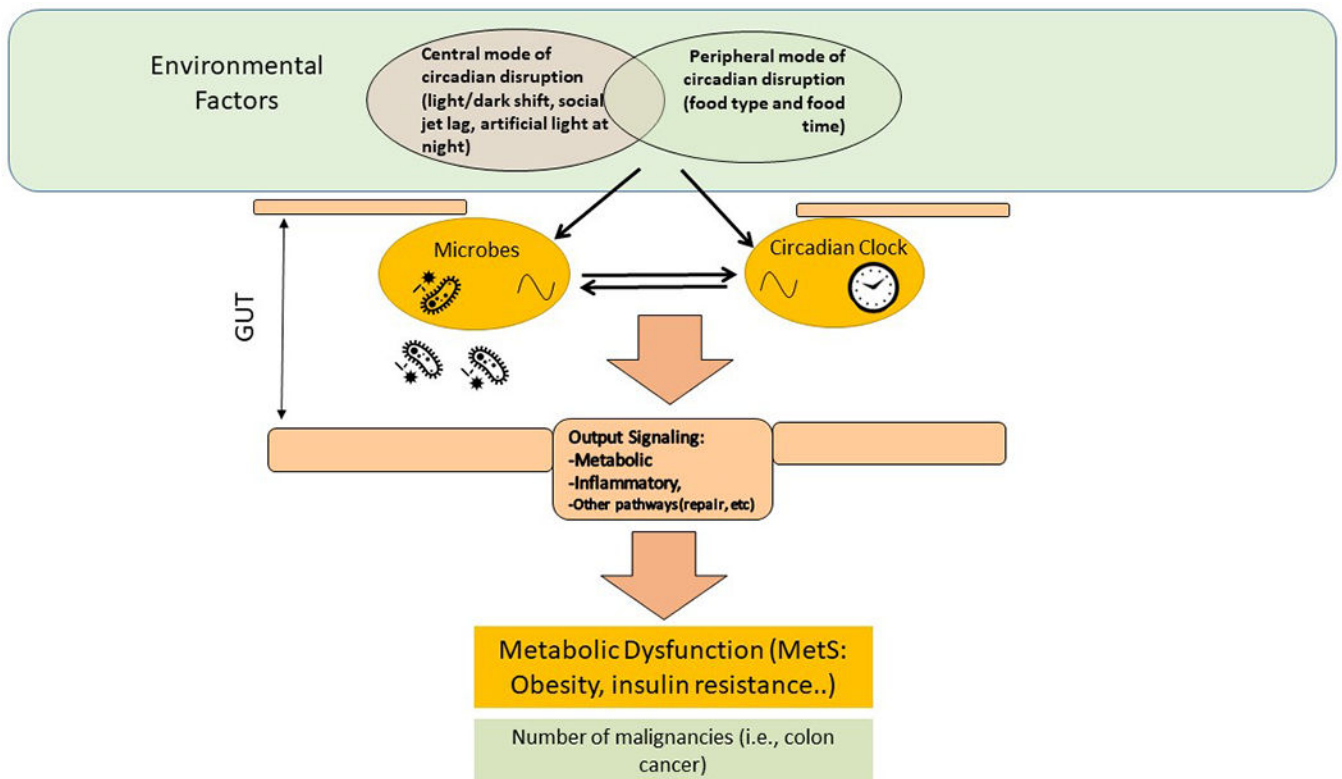 Environmental
Factors
Central mode of
circadian disruption
(light/dark shift, social
jet lag, artificial light at
night)
Peripheral mode of
circadian disruption
(food type and food
time)
Microbes
Circadian Clock
GUT
Output Signaling:
-Metabolic
-Inflammatory,
-Other pathways(repair, etc)
Metabolic Dysfunction (MetS:
Obesity, insulin resistance..)
Number of malignancies (i.e., colon
cancer)